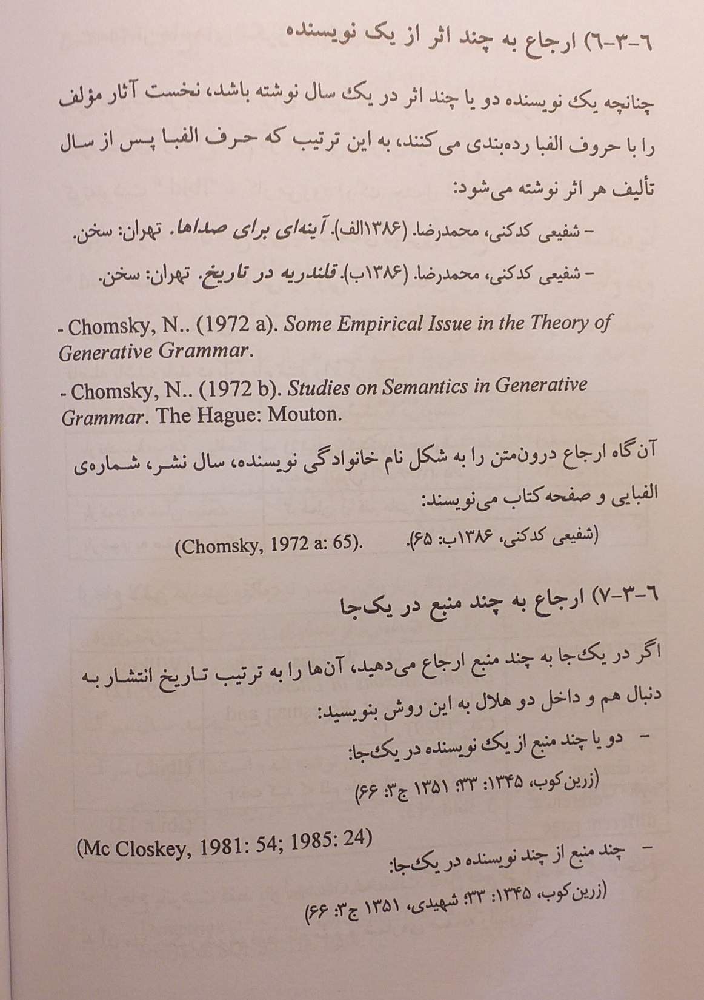 ٦-٣-٦) ارجاع به چند اثر از یک نویسنده
چنانچه یک نویسنده دو یا چند اثر در یک سال نوشته باشد، نخست آثار مؤلف
را با حروف الفبا رده‌بندی می‌کنند، به این ترتیب که حرف الفبا پس از سال
تألیف هر اثر نوشته می‌شود:
- شفیعی کدکنی، محمدرضا. (۱۳۸۶الف). آینه‌ای برای صداها. تهران: سخن.
- شفیعی کدکنی، محمدرضا. (۱۳۸۶ب). قلندریه در تاریخ. تهران: سخن.
- Chomsky, N.. (1972 a). Some Empirical Issue in the Theory of
Generative Grammar.
- Chomsky, N.. (1972 b). Studies on Semantics in Generative
Grammar. The Hague: Mouton.
آن‌گاه ارجاع درون‌متن را به شکل نام خانوادگی نویسنده، سال نشر، شماره‌ی
الفبایی و صفحه کتاب می‌نویسند:
(شفیعی کدکنی، ۱۳۸۶ب: ۶۵). (Chomsky, 1972 a: 65).
٦-٣-٧) ارجاع به چند منبع در یک‌جا
اگر در یک‌جا به چند منبع ارجاع می‌دهید، آن‌ها را به ترتیب تاریخ انتشار به
دنبال هم و داخل دو هلال به این روش بنویسید:
- دو یا چند منبع از یک نویسنده در یک‌جا:
(زرین‌کوب، ۱۳۴۵: ۳۳؛ ۱۳۵۱ ج۳: ۶۶)
(Mc Closkey, 1981: 54; 1985: 24)
- چند منبع از چند نویسنده در یک‌جا:
(زرین‌کوب، ۱۳۴۵: ۳۳؛ شهیدی، ۱۳۵۱ ج۳: ۶۶)